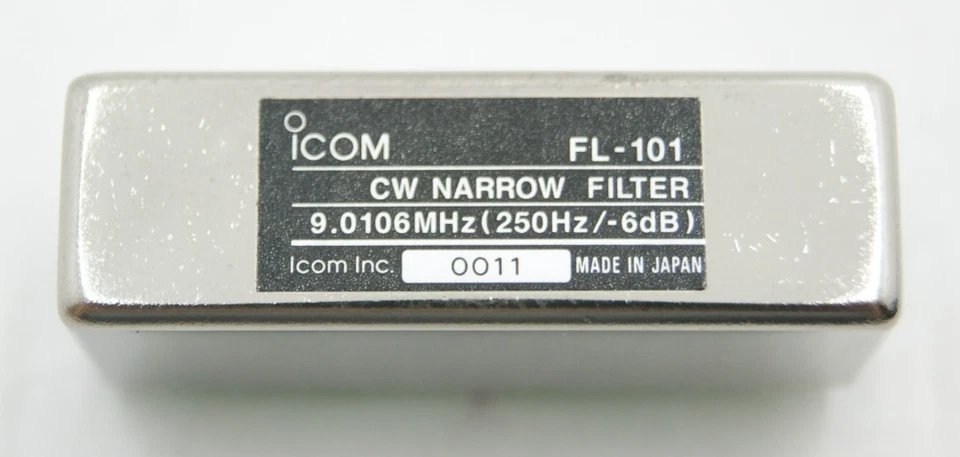 iCOM FL-101
CW NARROW FILTER
9.0106MHz(250Hz/-6dB)
Icom Inc. 0011 MADE IN JAPAN